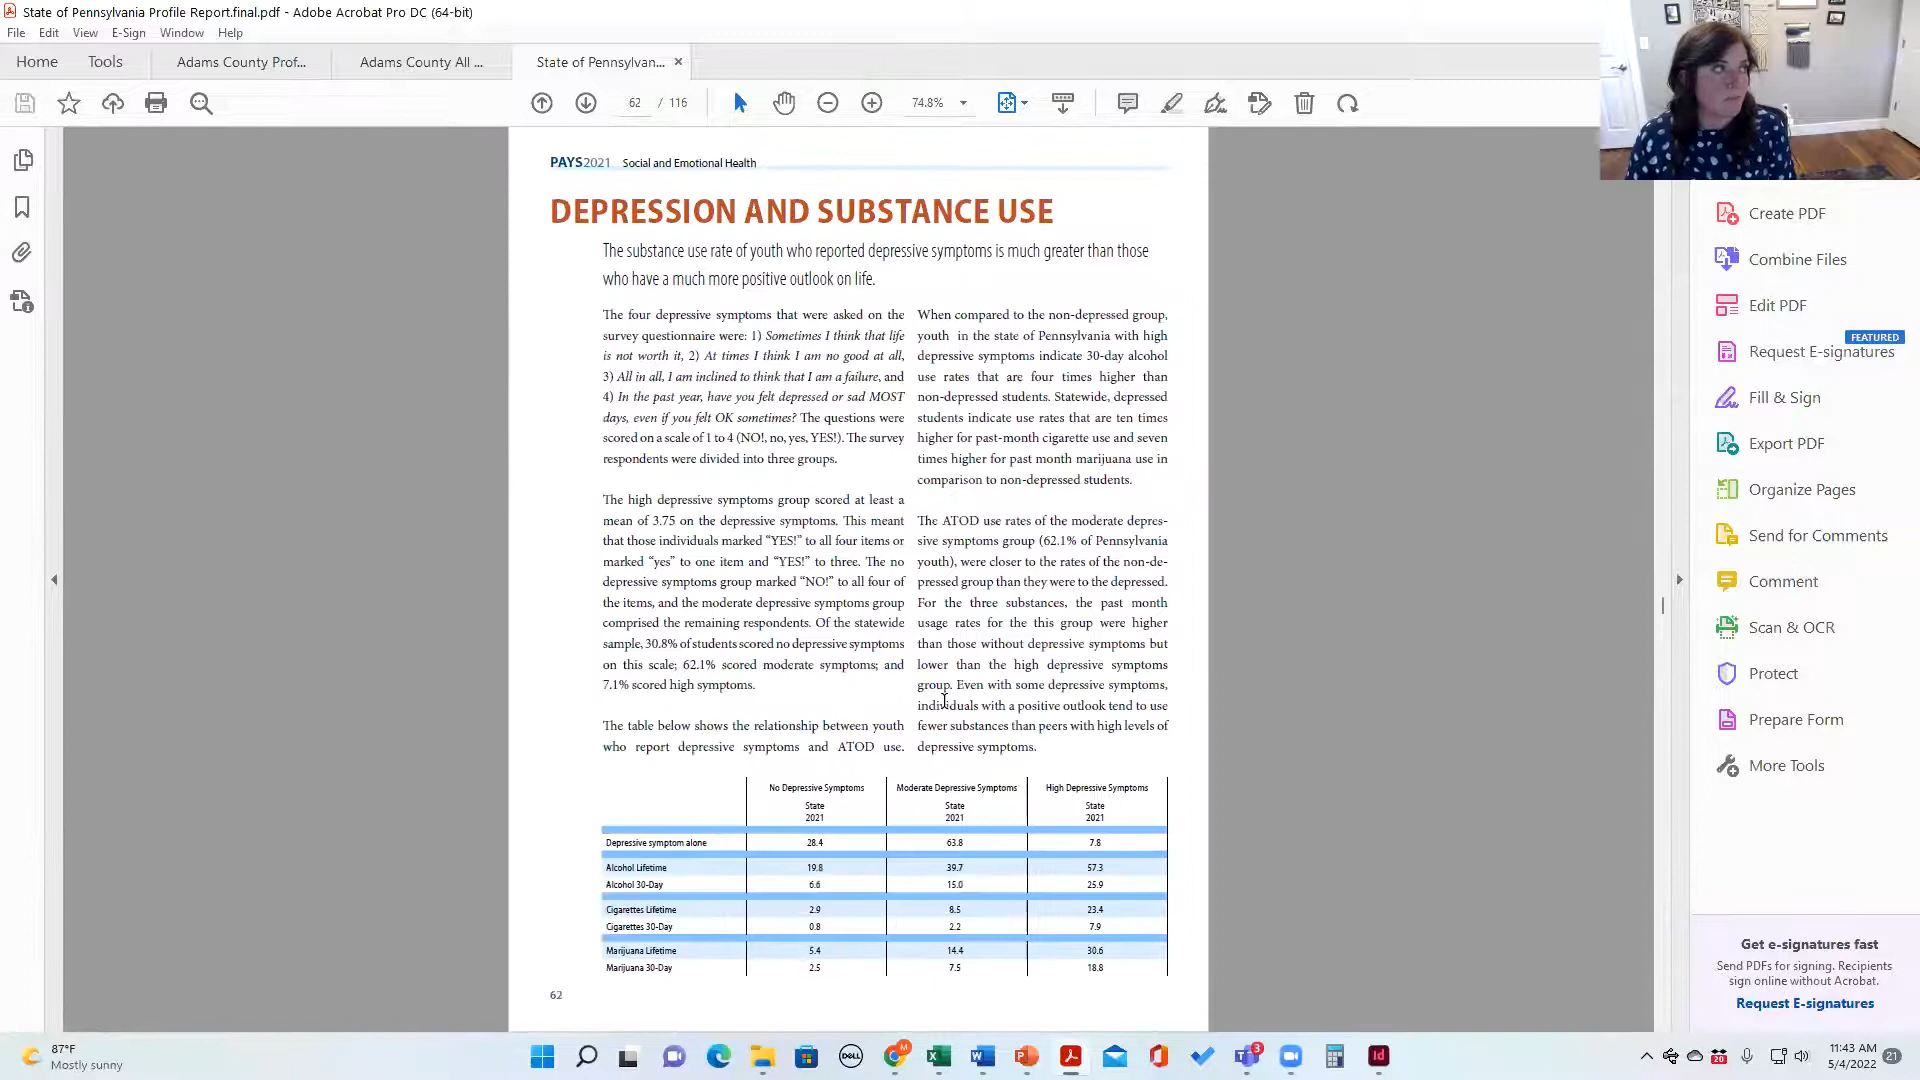 State of Pennsylvania Profile Report.final.pdf - Adobe Acrobat Pro DC (64-bit)
File Edit View E-Sign Window Help
Home Tools Adams County Prof... Adams County All ... State of Pennsylvan... ×
62 / 116 74.8%
PAYS2021 Social and Emotional Health
DEPRESSION AND SUBSTANCE USE
The substance use rate of youth who reported depressive symptoms is much greater than those
who have a much more positive outlook on life.
The four depressive symptoms that were asked on the
survey questionnaire were: 1) Sometimes I think that life
is not worth it, 2) At times I think I am no good at all,
3) All in all, I am inclined to think that I am a failure, and
4) In the past year, have you felt depressed or sad MOST
days, even if you felt OK sometimes? The questions were
scored on a scale of 1 to 4 (NO!, no, yes, YES!). The survey
respondents were divided into three groups.
The high depressive symptoms group scored at least a
mean of 3.75 on the depressive symptoms. This meant
that those individuals marked “YES!” to all four items or
marked “yes” to one item and “YES!” to three. The no
depressive symptoms group marked “NO!” to all four of
the items, and the moderate depressive symptoms group
comprised the remaining respondents. Of the statewide
sample, 30.8% of students scored no depressive symptoms
on this scale; 62.1% scored moderate symptoms; and
7.1% scored high symptoms.
The table below shows the relationship between youth
who report depressive symptoms and ATOD use.
When compared to the non-depressed group,
youth in the state of Pennsylvania with high
depressive symptoms indicate 30-day alcohol
use rates that are four times higher than
non-depressed students. Statewide, depressed
students indicate use rates that are ten times
higher for past-month cigarette use and seven
times higher for past month marijuana use in
comparison to non-depressed students.
The ATOD use rates of the moderate depres-
sive symptoms group (62.1% of Pennsylvania
youth), were closer to the rates of the non-de-
pressed group than they were to the depressed.
For the three substances, the past month
usage rates for the this group were higher
than those without depressive symptoms but
lower than the high depressive symptoms
group. Even with some depressive symptoms,
individuals with a positive outlook tend to use
fewer substances than peers with high levels of
depressive symptoms.
No Depressive Symptoms Moderate Depressive Symptoms High Depressive Symptoms
State State State
2021 2021 2021
Depressive symptom alone 28.4 63.8 7.8
Alcohol Lifetime 19.8 39.7 57.3
Alcohol 30-Day 6.6 15.0 25.9
Cigarettes Lifetime 2.9 8.5 23.4
Cigarettes 30-Day 0.8 2.2 7.9
Marijuana Lifetime 5.4 14.4 30.6
Marijuana 30-Day 2.5 7.5 18.8
62
Create PDF
Combine Files
Edit PDF
FEATURED
Request E-signatures
Fill & Sign
Export PDF
Organize Pages
Send for Comments
Comment
Scan & OCR
Protect
Prepare Form
More Tools
Get e-signatures fast
Send PDFs for signing. Recipients
sign online without Acrobat.
Request E-signatures
87°F
Mostly sunny
DELL
M
3
Id
20
11:43 AM
5/4/2022
21